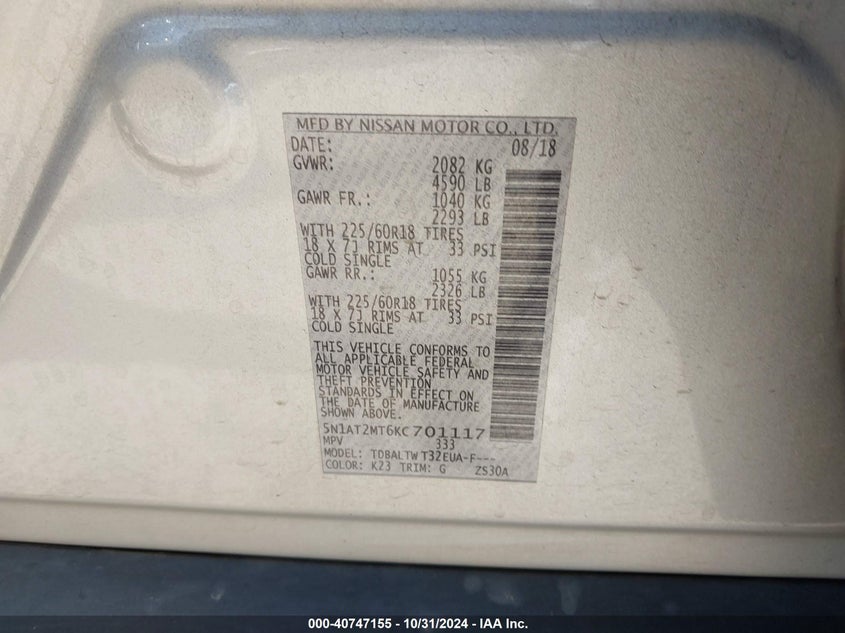 MFD BY NISSAN MOTOR CO., LTD.
DATE: 08/18
GVWR: 2082 KG
4590 LB
GAWR FR.: 1040 KG
2293 LB
WITH 225/60R18 TIRES
18 X 7J RIMS AT 33 PSI
COLD SINGLE
GAWR RR.: 1055 KG
2326 LB
WITH 225/60R18 TIRES
18 X 7J RIMS AT 33 PSI
COLD SINGLE
THIS VEHICLE CONFORMS TO
ALL APPLICABLE FEDERAL
MOTOR VEHICLE SAFETY AND
THEFT PREVENTION
STANDARDS IN EFFECT ON
THE DATE OF MANUFACTURE
SHOWN ABOVE.
5N1AT2MT6KC701117
MPV 333
MODEL: TDBALTW T32EUA-F---
COLOR: K23 TRIM: G ZS30A
000-40747155 - 10/31/2024 - IAA Inc.